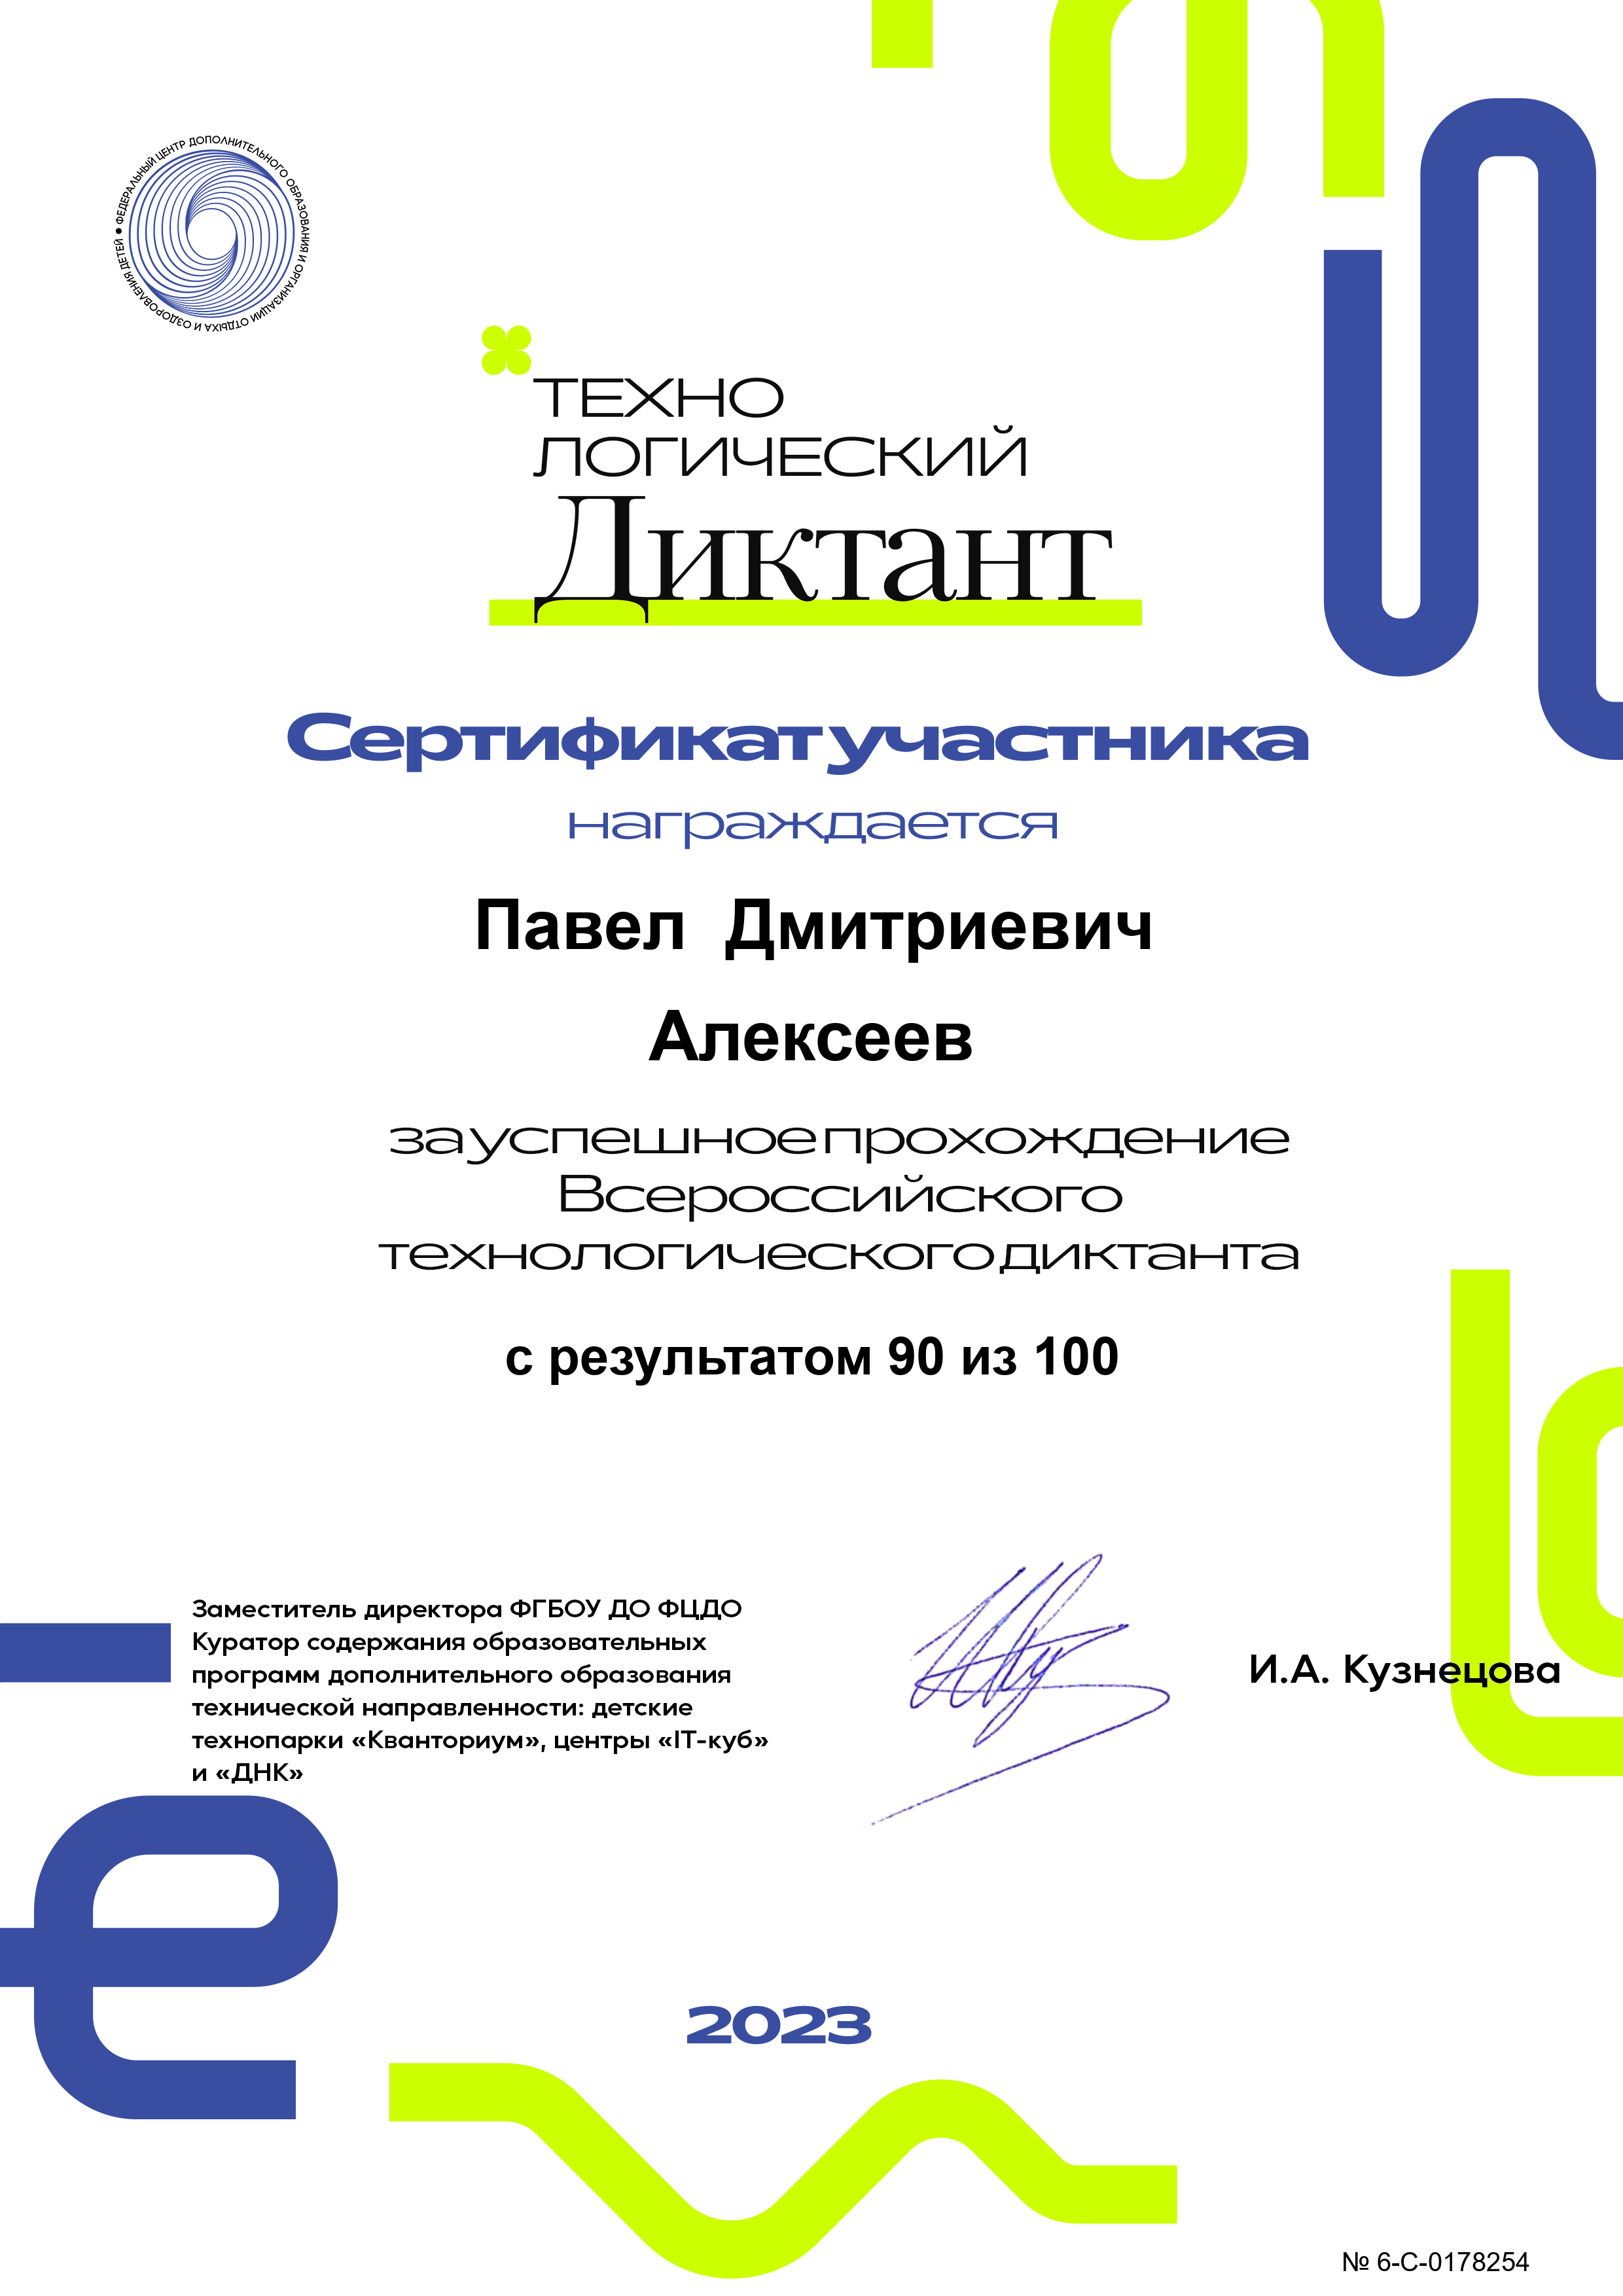 ФЕДЕРАЛЬНЫЙ ЦЕНТР ДОПОЛНИТЕЛЬНОГО ОБРАЗОВАНИЯ И ОРГАНИЗАЦИИ ОТДЫХА И ОЗДОРОВЛЕНИЯ ДЕТЕЙ •
ТЕХНО
ЛОГИЧЕСКИЙ
Диктант
Сертификат участника
награждается
Павел Дмитриевич
Алексеев
за успешное прохождение
Всероссийского
технологического диктанта
с результатом 90 из 100
Заместитель директора ФГБОУ ДО ФЦДО
Куратор содержания образовательных
программ дополнительного образования
технической направленности: детские
технопарки «Кванториум», центры «IT-куб»
и «ДНК»
И.А. Кузнецова
2023
№ 6-С-0178254